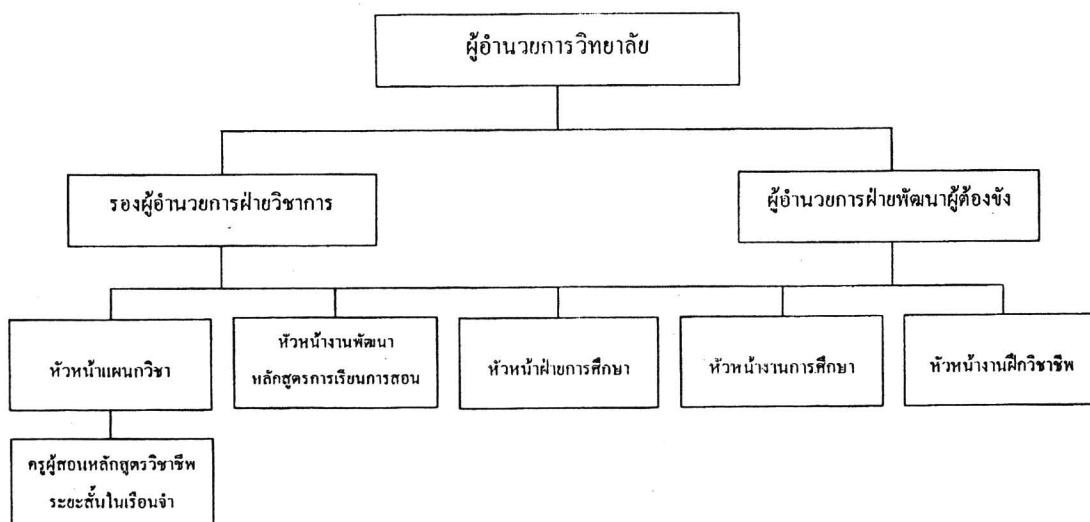 ผู้อำนวยการวิทยาลัย
รองผู้อำนวยการฝ่ายวิชาการ
ผู้อำนวยการฝ่ายพัฒนาผู้ต้องขัง
หัวหน้าแผนกวิชา
หัวหน้างานพัฒนา
หลักสูตรการเรียนการสอน
หัวหน้าฝ่ายการศึกษา
หัวหน้างานการศึกษา
หัวหน้างานฝึกวิชาชีพ
ครูผู้สอนหลักสูตรวิชาชีพ
ระยะสั้นในเรือนจำ